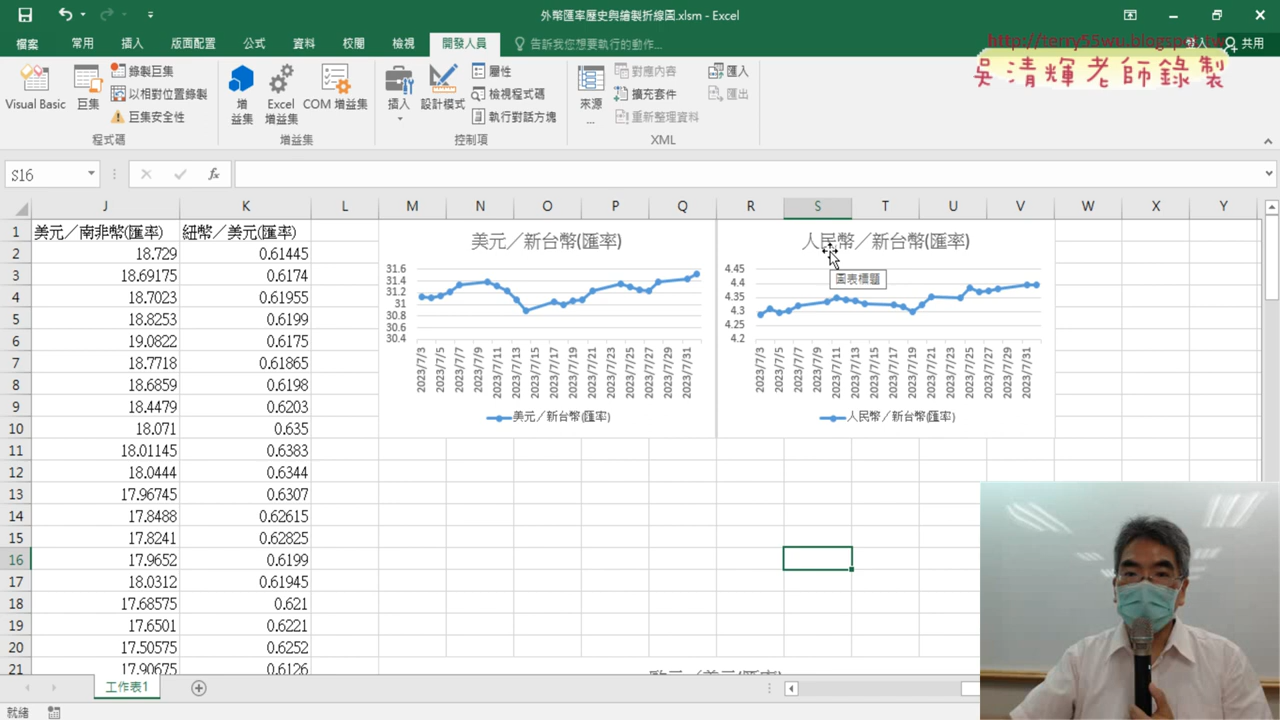 外幣匯率歷史與繪製折線圖.xlsm - Excel
檔案 常用 插入 版面配置 公式 資料 校閱 檢視 開發人員 告訴我您想要執行的動作... 登入 共用
http://terry55wu.blogspot.tw
吳清輝老師錄製
Visual Basic 巨集 錄製巨集 以相對位置錄製 巨集安全性
增益集 Excel 增益集 COM 增益集
插入 設計模式 屬性 檢視程式碼 執行對話方塊
來源... 對應內容 擴充套件 重新整理資料 匯入 匯出
程式碼 增益集 控制項 XML
S16 fx
J K L M N O P Q R S T U V W X Y
1 美元／南非幣(匯率) 紐幣／美元(匯率)
2 18.729 0.61445
3 18.69175 0.6174
4 18.7023 0.61955
5 18.8253 0.6199
6 19.0822 0.6175
7 18.7718 0.61865
8 18.6859 0.6198
9 18.4479 0.6203
10 18.071 0.635
11 18.01145 0.6383
12 18.0444 0.6344
13 17.96745 0.6307
14 17.8488 0.62615
15 17.8241 0.62825
16 17.9652 0.6199
17 18.0312 0.61945
18 17.68575 0.621
19 17.6501 0.6221
20 17.50575 0.6252
21 17.90675 0.6126
美元／新台幣(匯率)
31.6
31.4
31.2
31
30.8
30.6
30.4
2023/7/3 2023/7/5 2023/7/7 2023/7/9 2023/7/11 2023/7/13 2023/7/15 2023/7/17 2023/7/19 2023/7/21 2023/7/23 2023/7/25 2023/7/27 2023/7/29 2023/7/31
美元／新台幣(匯率)
人民幣／新台幣(匯率)
圖表標題
4.45
4.4
4.35
4.3
4.25
4.2
2023/7/3 2023/7/5 2023/7/7 2023/7/9 2023/7/11 2023/7/13 2023/7/15 2023/7/17 2023/7/19 2023/7/21 2023/7/23 2023/7/25 2023/7/27 2023/7/29 2023/7/31
人民幣／新台幣(匯率)
歐元／美元(匯率)
工作表1
就緒